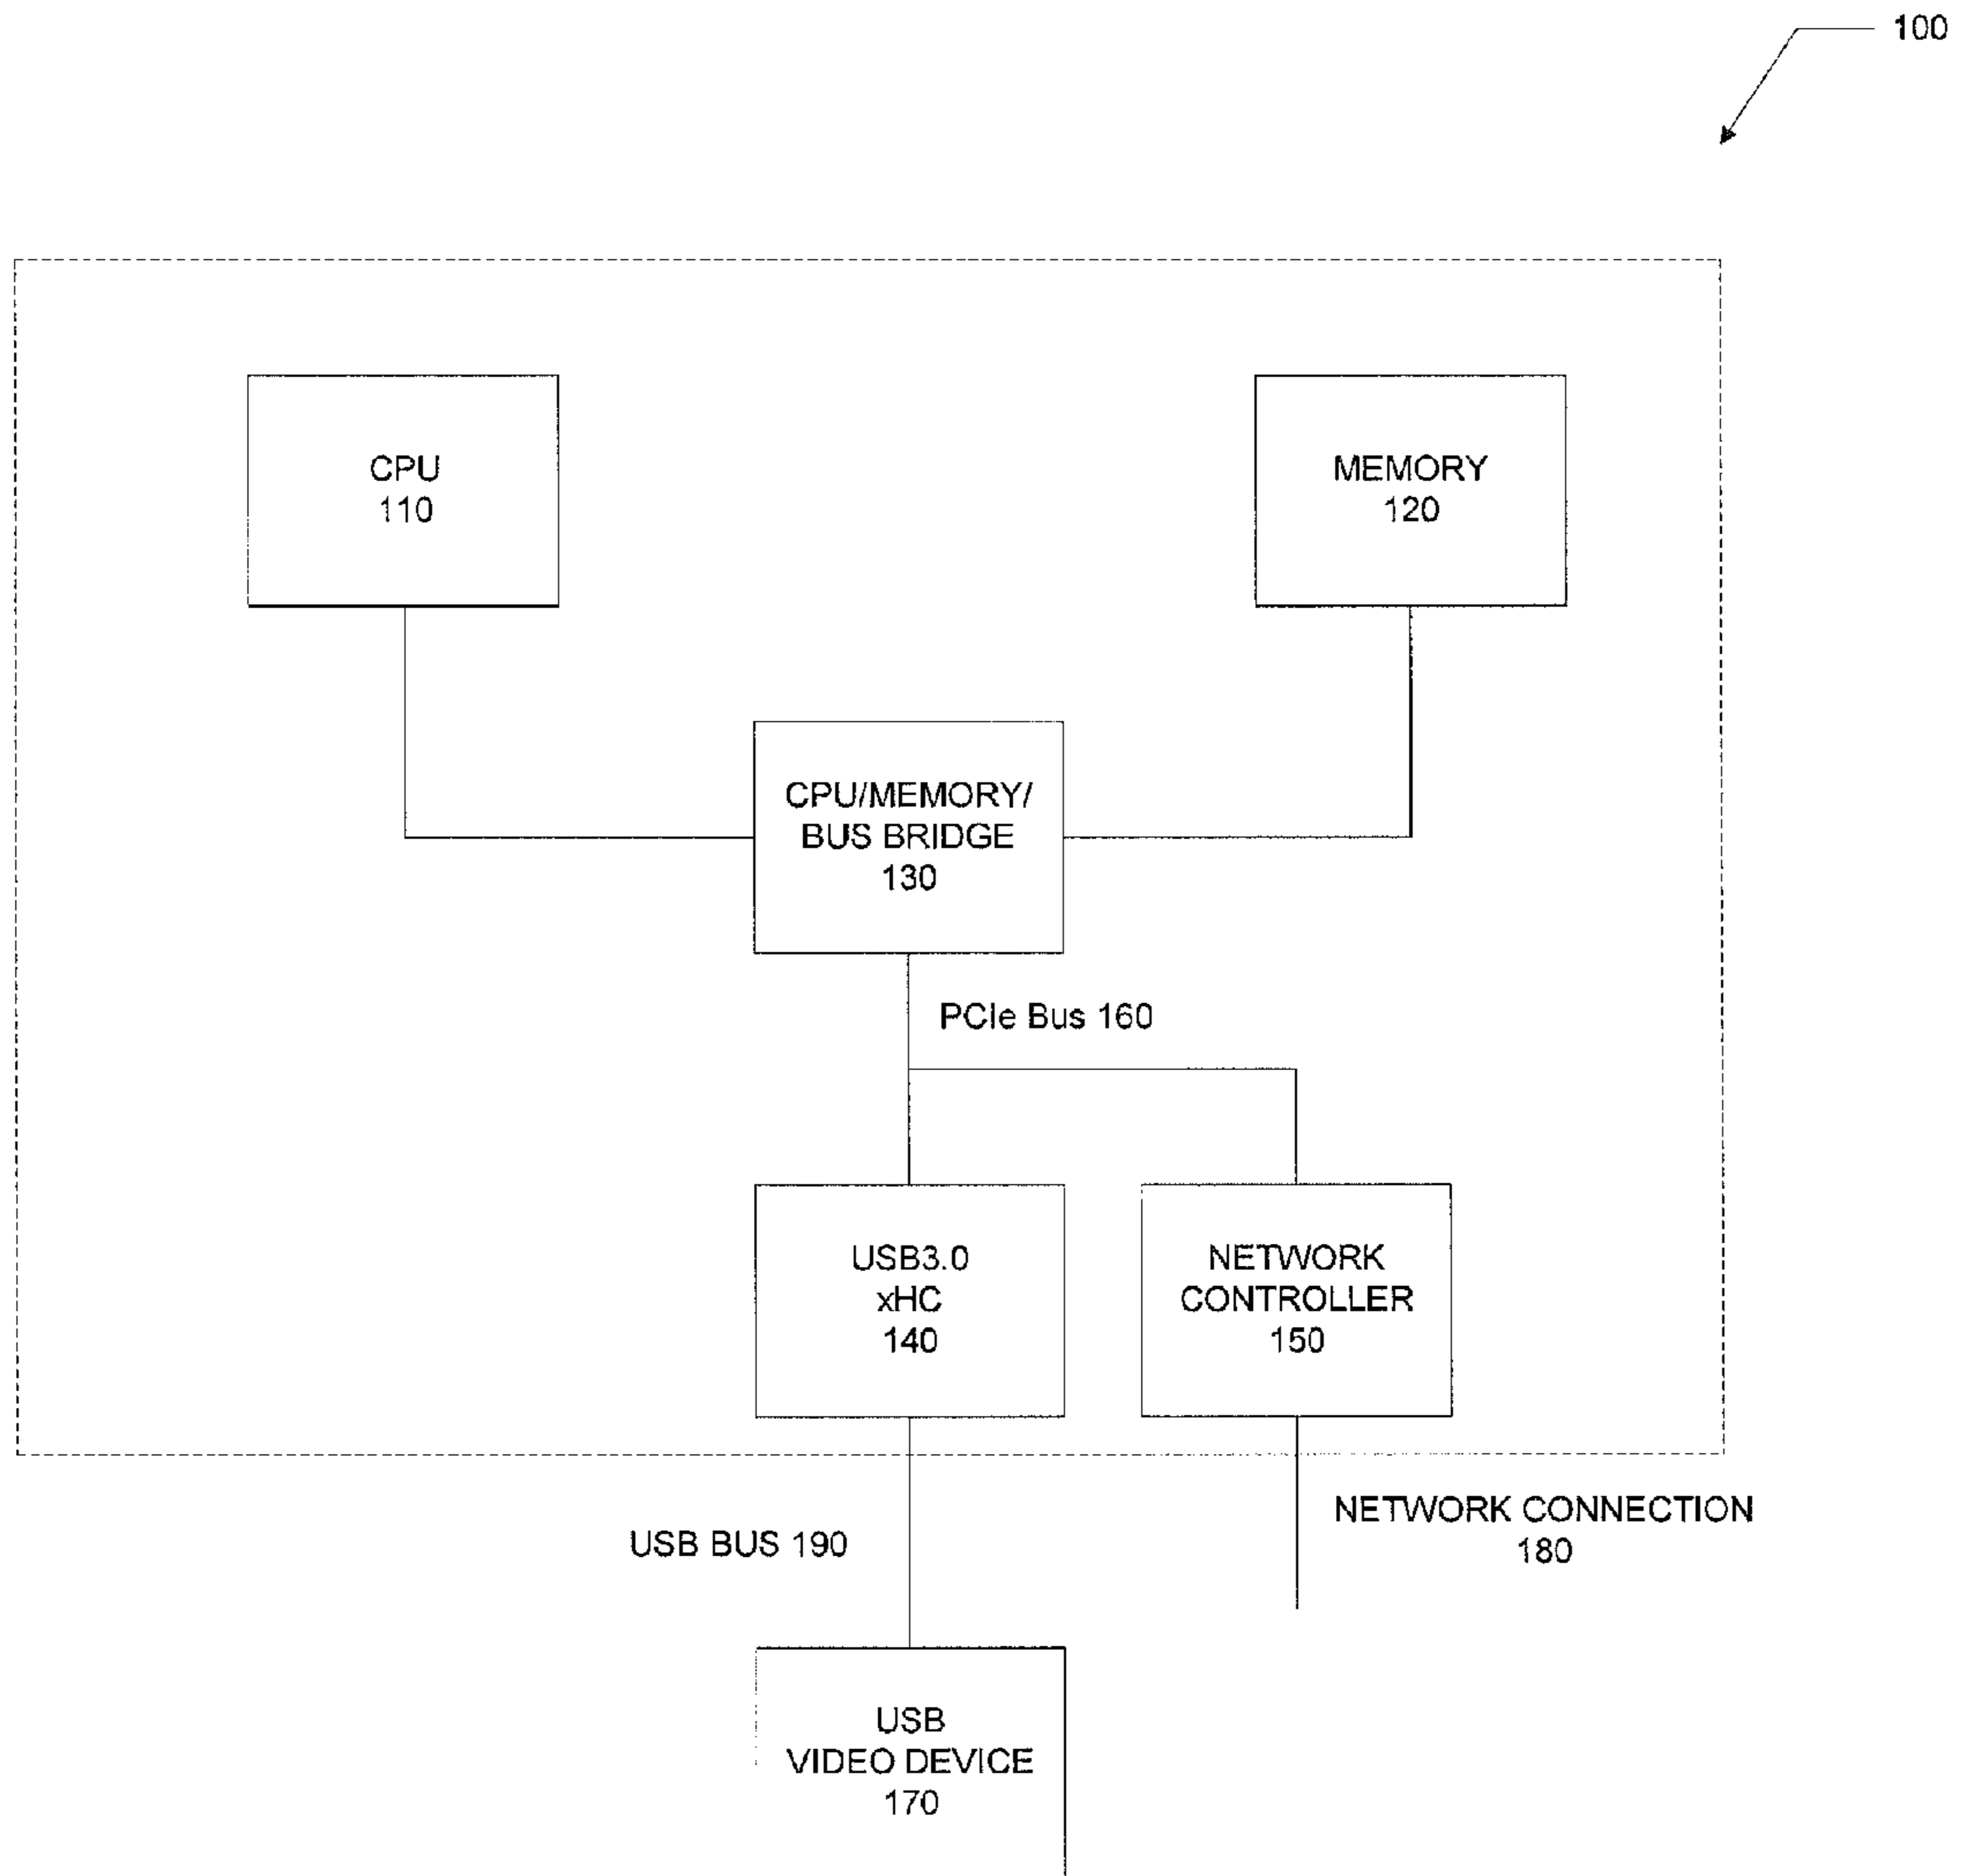 100
CPU
110
MEMORY
120
CPU/MEMORY/
BUS BRIDGE
130
PCIe Bus 160
USB3.0
xHC
140
NETWORK
CONTROLLER
150
USB BUS 190
NETWORK CONNECTION
180
USB
VIDEO DEVICE
170